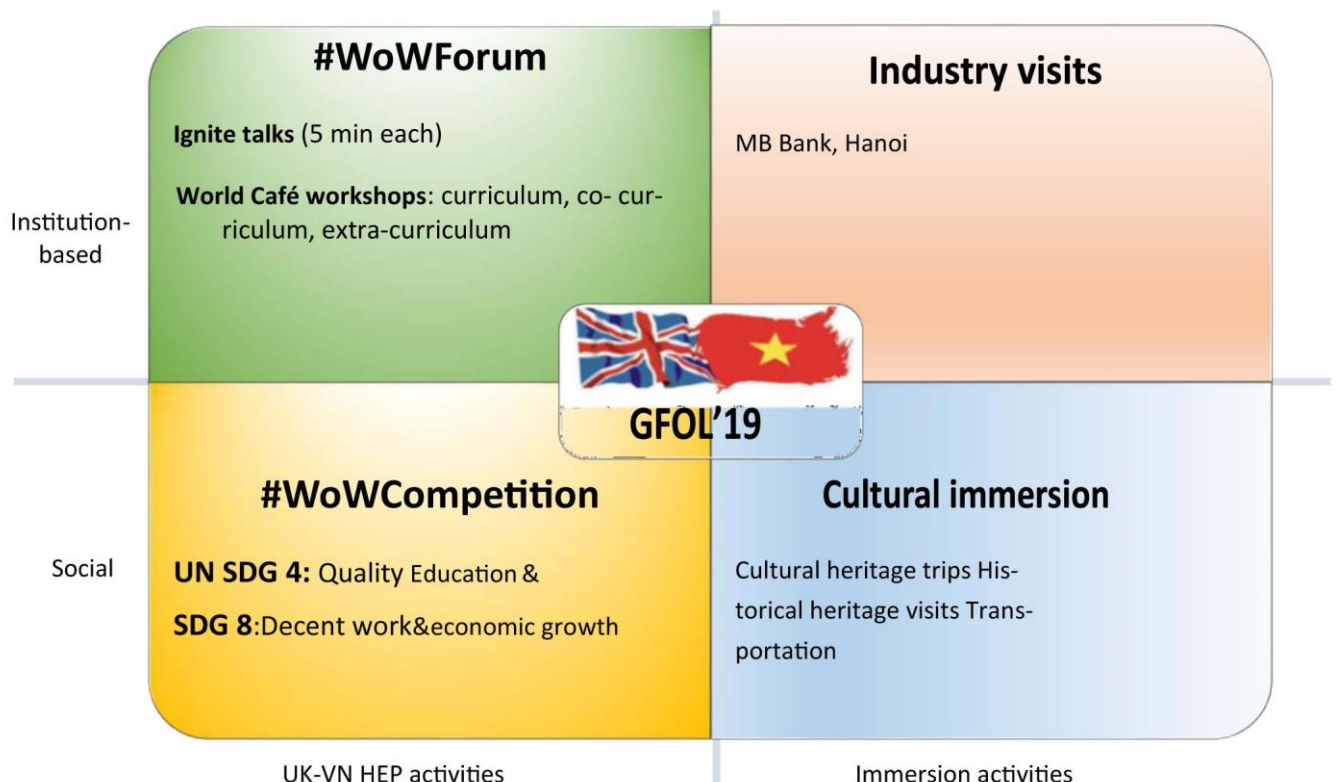 #WoWForum
Ignite talks (5 min each)
World Café workshops: curriculum, co- cur-
riculum, extra-curriculum
Industry visits
MB Bank, Hanoi
Institution-
based
GFOL’19
#WoWCompetition
UN SDG 4: Quality Education &
SDG 8:Decent work&economic growth
Cultural immersion
Cultural heritage trips His-
torical heritage visits Trans-
portation
Social
UK-VN HEP activities
Immersion activities